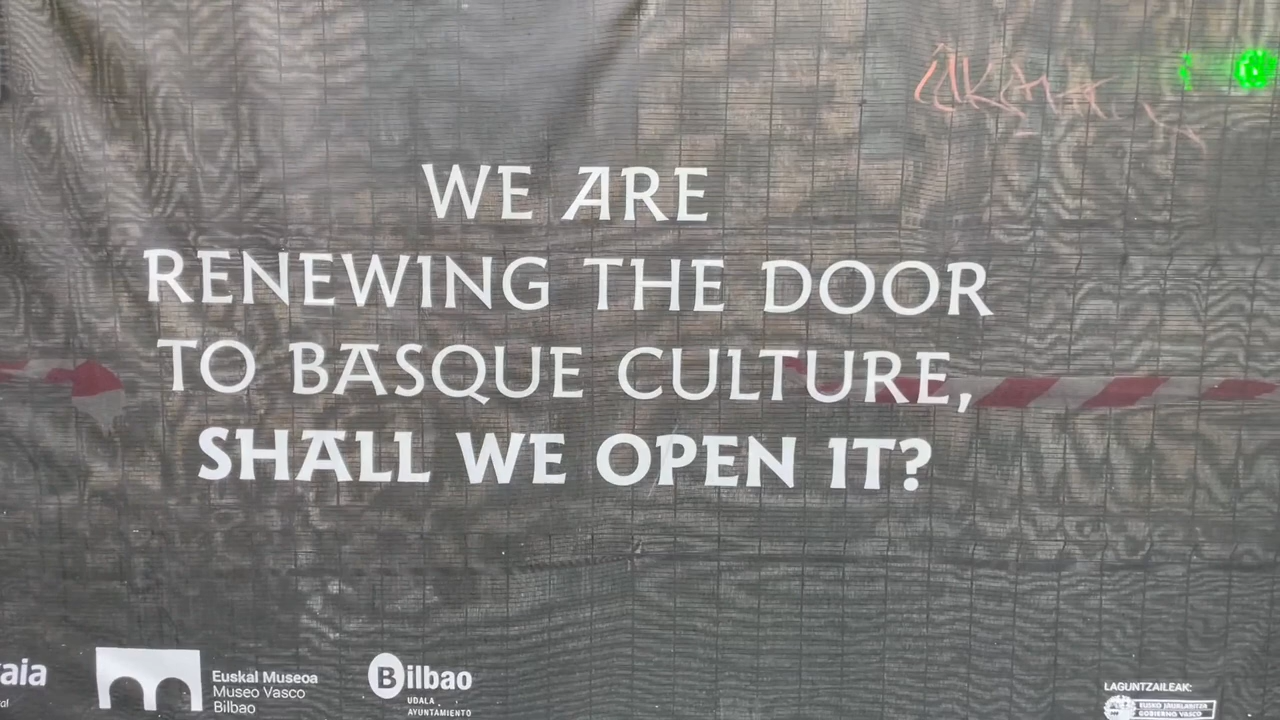 WE ARE
RENEWING THE DOOR
TO BASQUE CULTURE,
SHALL WE OPEN IT?
Euskal Museoa
Museo Vasco
Bilbao
Bilbao
UDALA
AYUNTAMIENTO
LAGUNTZAILEAK:
EUSKO JAURLARITZA
GOBIERNO VASCO